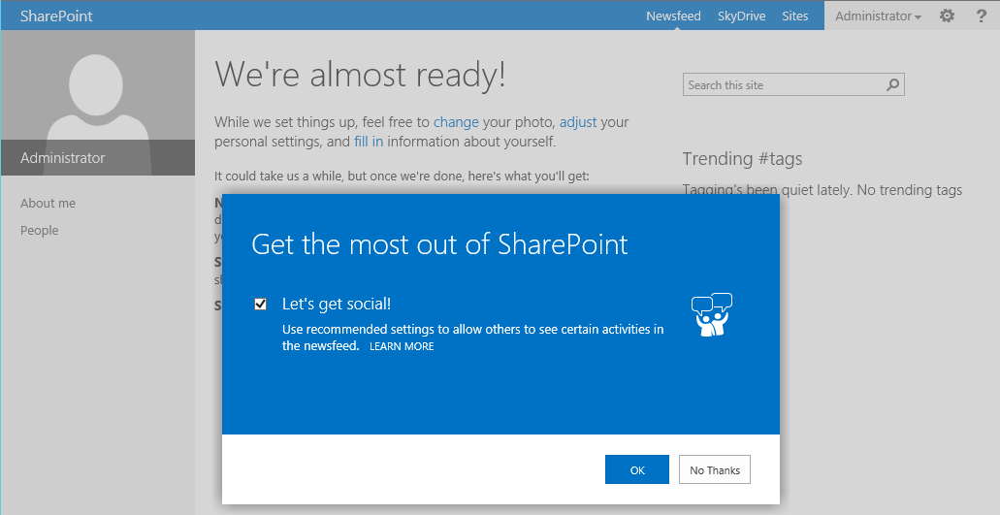 SharePoint
Newsfeed SkyDrive Sites Administrator ?
Administrator
About me
People
We're almost ready!
While we set things up, feel free to change your photo, adjust your
personal settings, and fill in information about yourself.
It could take us a while, but once we're done, here's what you'll get:
Search this site
Trending #tags
Tagging's been quiet lately. No trending tags
Get the most out of SharePoint
Let's get social!
Use recommended settings to allow others to see certain activities in
the newsfeed. LEARN MORE
OK No Thanks